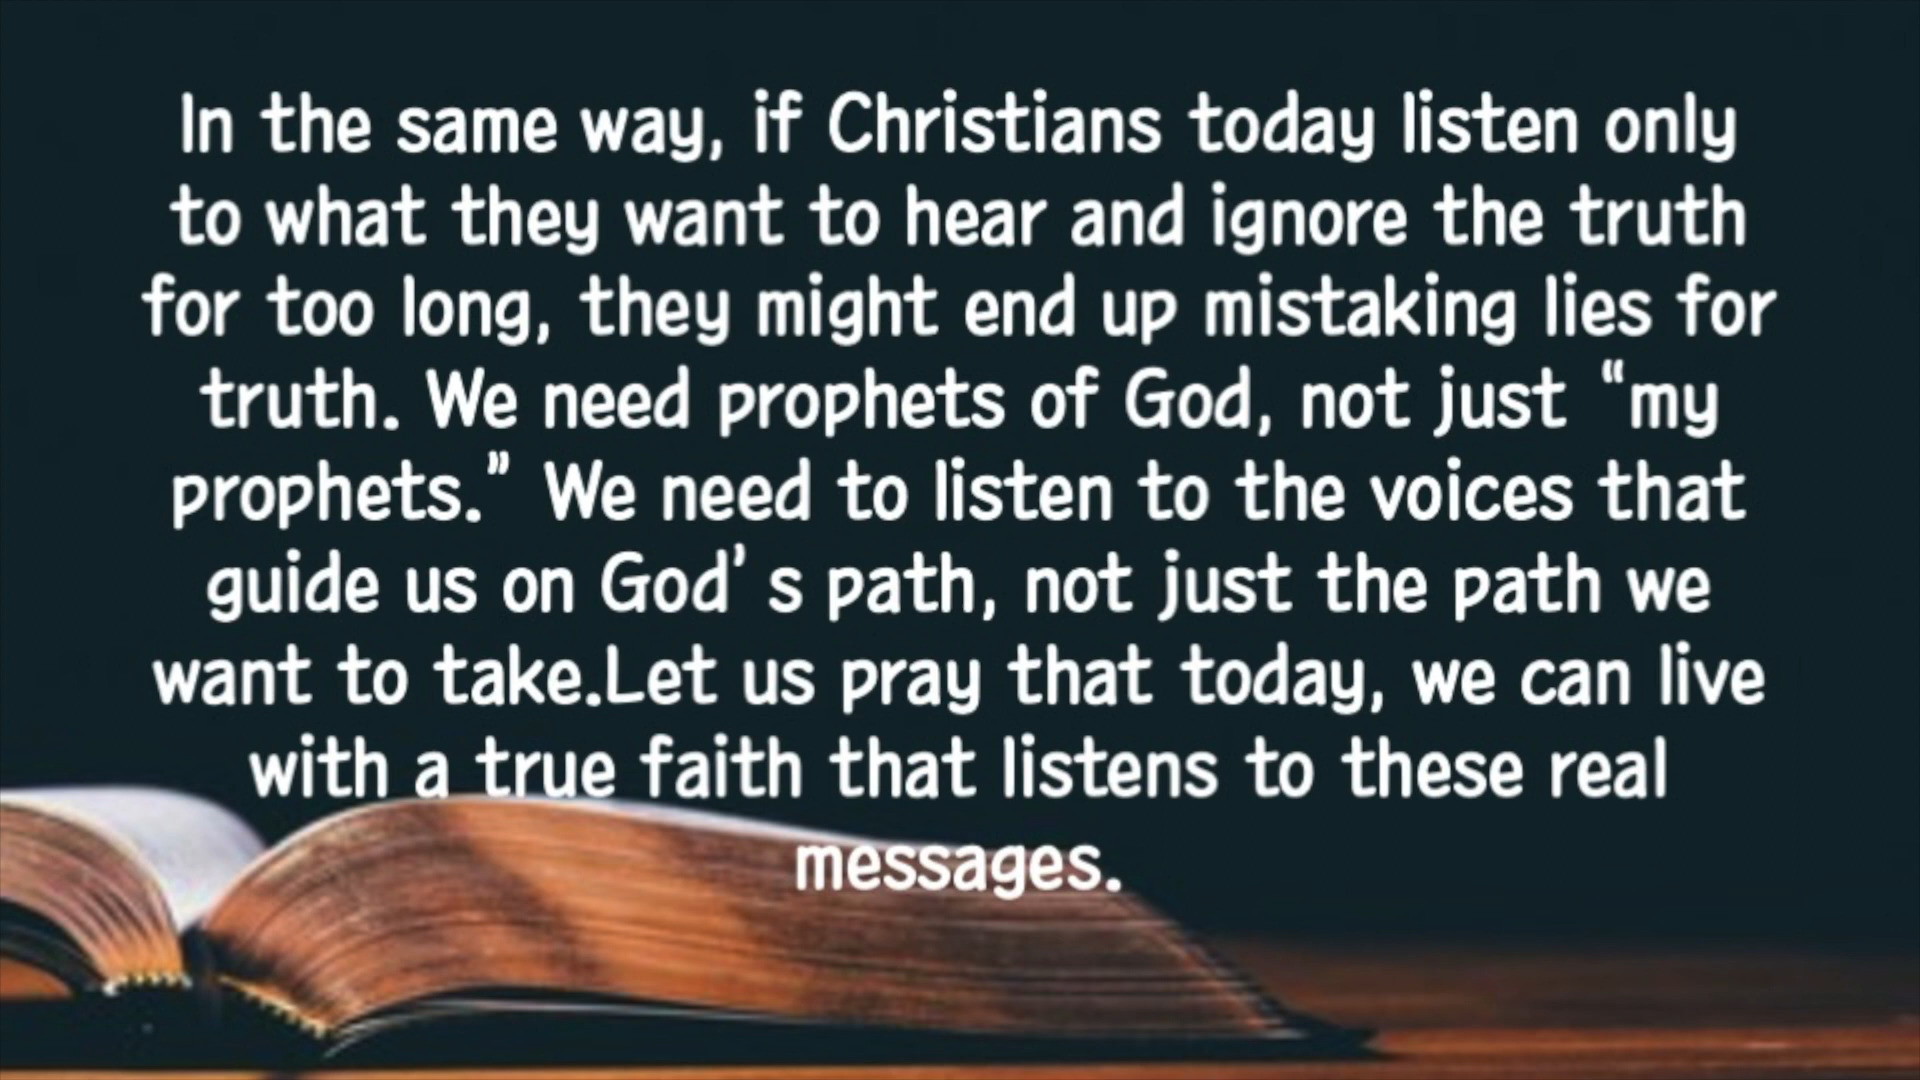 In the same way, if Christians today listen only
to what they want to hear and ignore the truth
for too long, they might end up mistaking lies for
truth. We need prophets of God, not just “my
prophets.” We need to listen to the voices that
guide us on God’s path, not just the path we
want to take.Let us pray that today, we can live
with a true faith that listens to these real
messages.